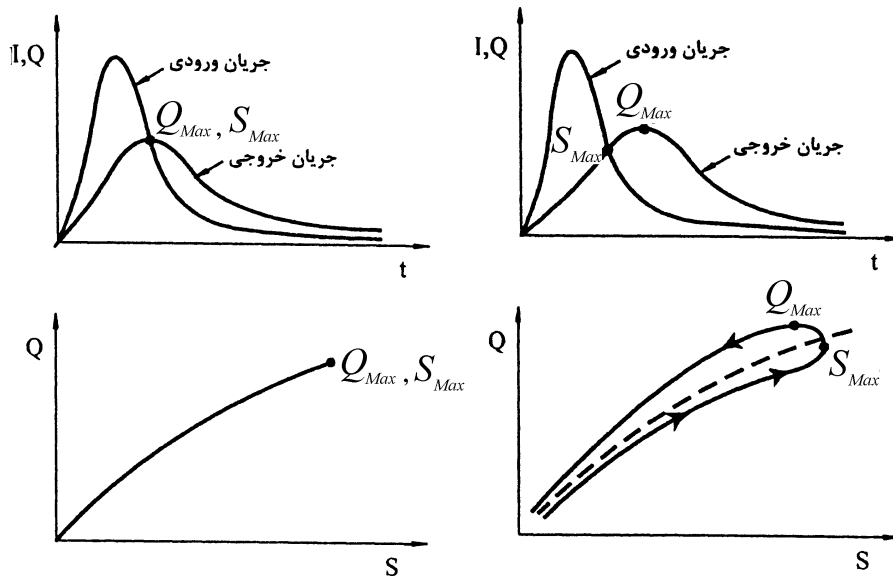 I,Q
جریان ورودی
Q_Max , S_Max
جریان خروجی
t
I,Q
جریان ورودی
Q_Max
S_Max
جریان خروجی
t
Q
Q_Max , S_Max
S
Q
Q_Max
S_Max
S